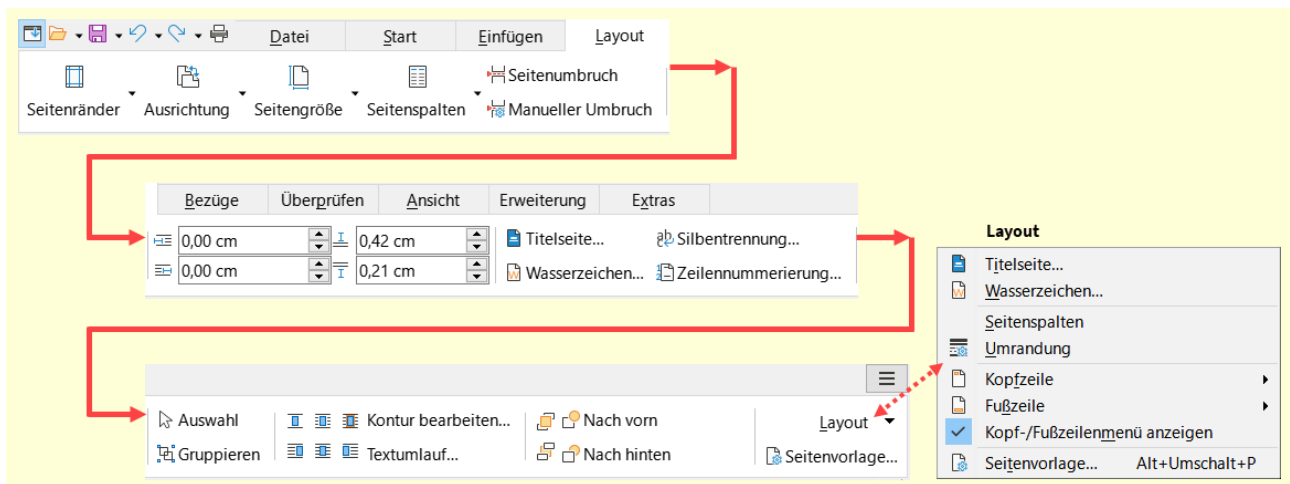 Datei Start Einfügen Layout
Seitenumbruch
Seitenränder Ausrichtung Seitengröße Seitenspalten Manueller Umbruch
Bezüge Überprüfen Ansicht Erweiterung Extras
0,00 cm 0,42 cm Titelseite... Silbentrennung...
0,00 cm 0,21 cm Wasserzeichen... Zeilennummerierung...
Auswahl Kontur bearbeiten... Nach vorn Layout
Gruppieren Textumlauf... Nach hinten Seitenvorlage...
Layout
Titelseite...
Wasserzeichen...
Seitenspalten
Umrandung
Kopfzeile
Fußzeile
Kopf-/Fußzeilenmenü anzeigen
Seitenvorlage... Alt+Umschalt+P